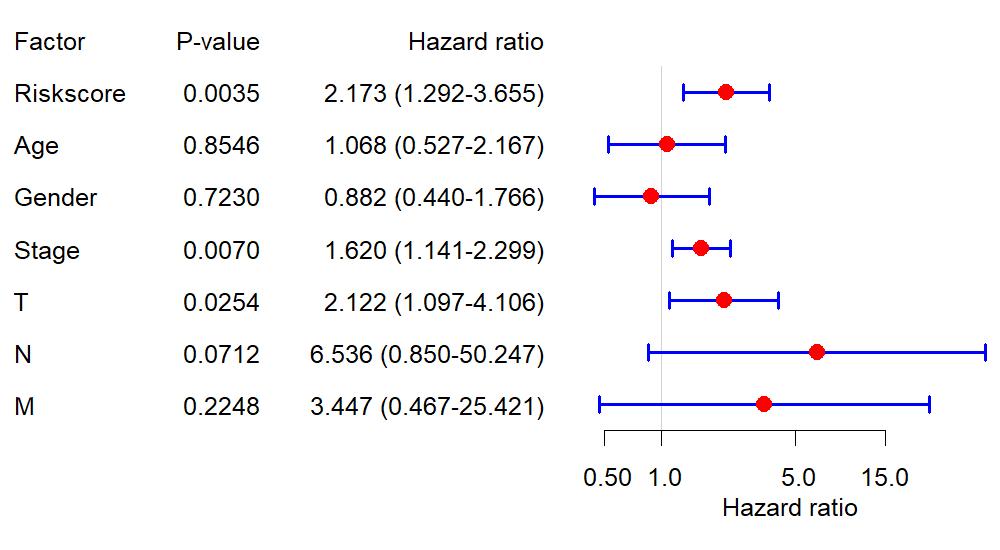 Factor P-value Hazard ratio
Riskscore 0.0035 2.173 (1.292-3.655)
Age 0.8546 1.068 (0.527-2.167)
Gender 0.7230 0.882 (0.440-1.766)
Stage 0.0070 1.620 (1.141-2.299)
T 0.0254 2.122 (1.097-4.106)
N 0.0712 6.536 (0.850-50.247)
M 0.2248 3.447 (0.467-25.421)
0.50 1.0 5.0 15.0
Hazard ratio